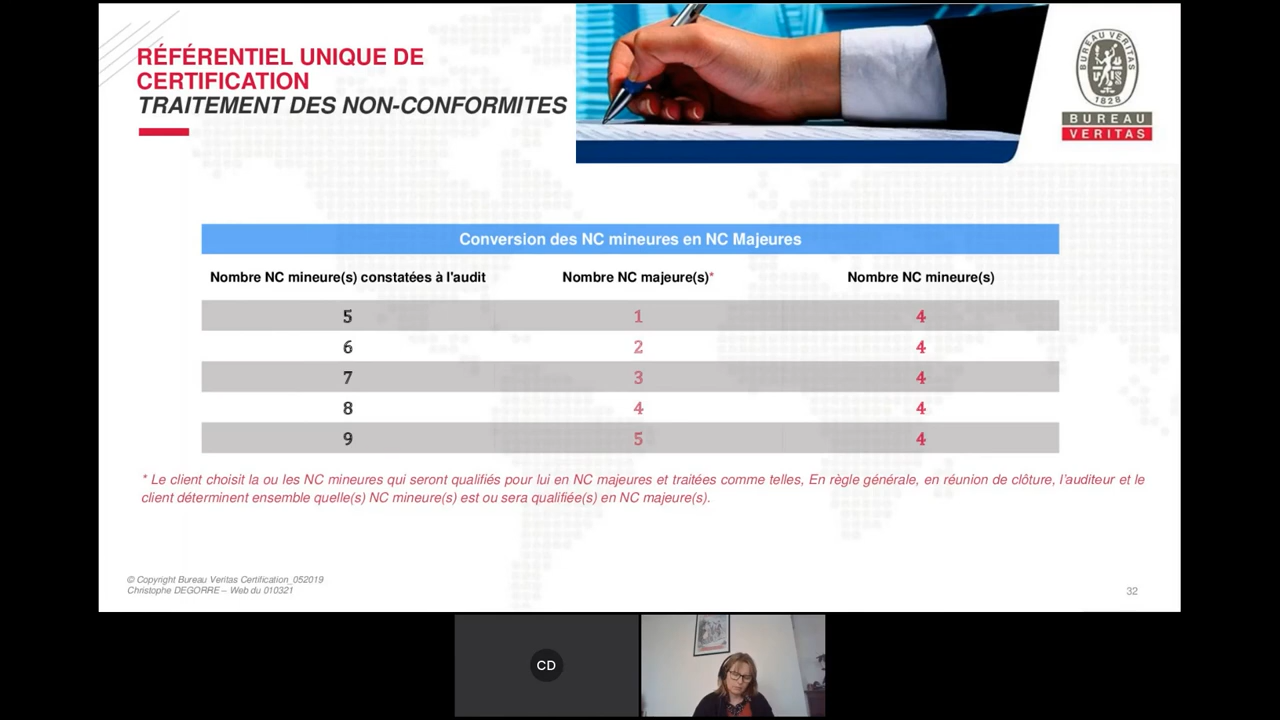 RÉFÉRENTIEL UNIQUE DE
CERTIFICATION
TRAITEMENT DES NON-CONFORMITES
BUREAU VERITAS
1828
BUREAU
VERITAS
Conversion des NC mineures en NC Majeures
Nombre NC mineure(s) constatées à l'audit Nombre NC majeure(s)* Nombre NC mineure(s)
5 1 4
6 2 4
7 3 4
8 4 4
9 5 4
* Le client choisit la ou les NC mineures qui seront qualifiés pour lui en NC majeures et traitées comme telles, En règle générale, en réunion de clôture, l'auditeur et le
client déterminent ensemble quelle(s) NC mineure(s) est ou sera qualifiée(s) en NC majeure(s).
© Copyright Bureau Veritas Certification_052019
Christophe DEGORRE – Web du 010321
32
CD